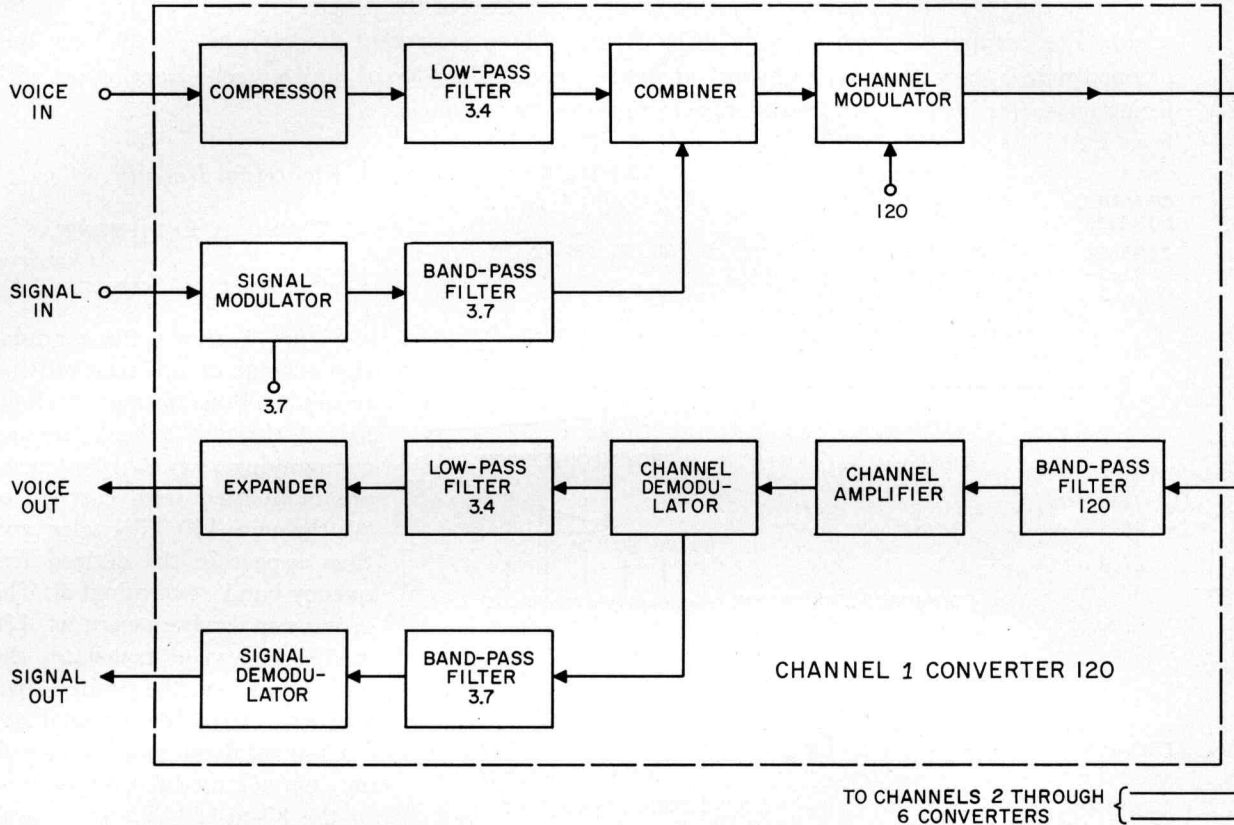 VOICE
IN
COMPRESSOR
LOW-PASS
FILTER
3.4
COMBINER
CHANNEL
MODULATOR
120
SIGNAL
IN
SIGNAL
MODULATOR
BAND-PASS
FILTER
3.7
3.7
VOICE
OUT
EXPANDER
LOW-PASS
FILTER
3.4
CHANNEL
DEMODU-
LATOR
CHANNEL
AMPLIFIER
BAND-PASS
FILTER
120
SIGNAL
OUT
SIGNAL
DEMODU-
LATOR
BAND-PASS
FILTER
3.7
CHANNEL 1 CONVERTER 120
TO CHANNELS 2 THROUGH
6 CONVERTERS